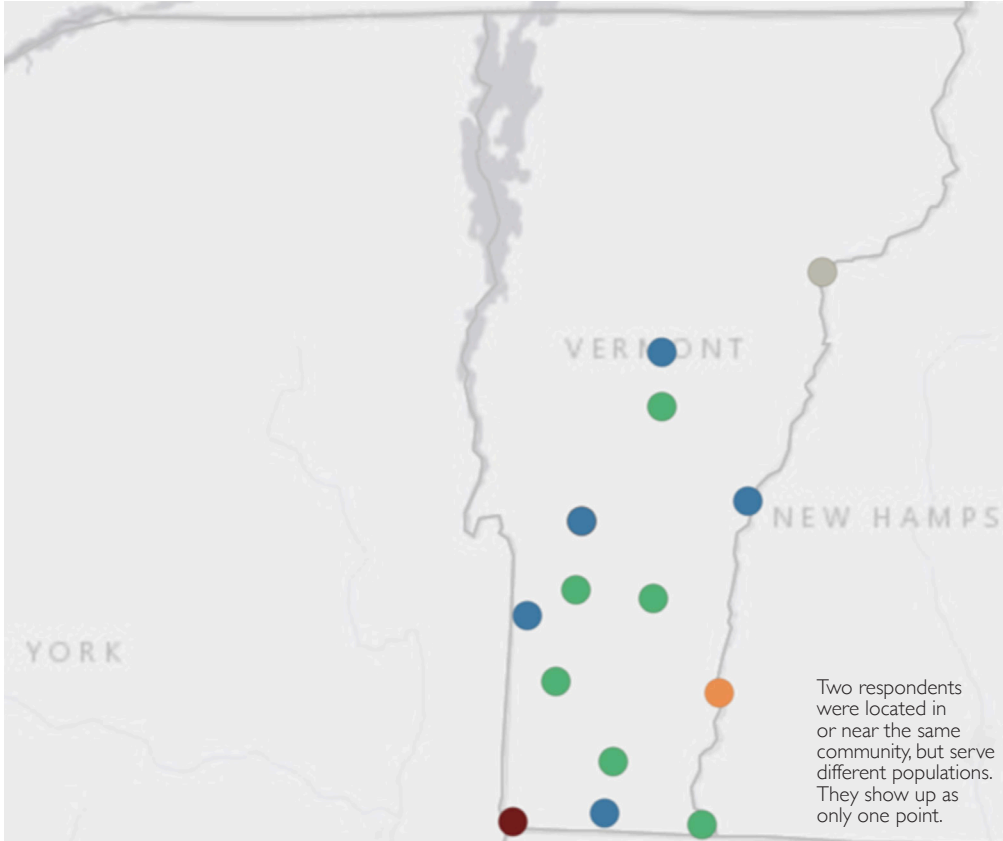 VERMONT
NEW HAMPS
YORK
Two respondents
were located in
or near the same
community, but serve
different populations.
They show up as
only one point.